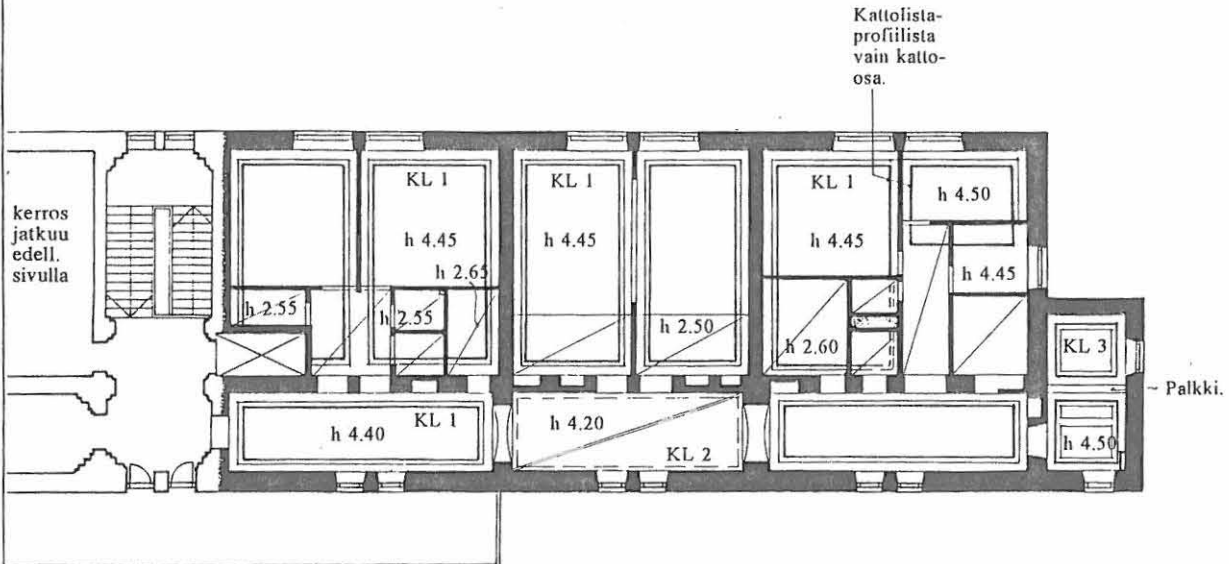 Kattolista-
profiilista
vain katto-
osa.
kerros
jatkuu
edell.
sivulla
KL 1
KL 1
KL 1
h 4.50
h 4.45
h 4.45
h 4.45
h 4.45
h 2.65
h 2.55
h 2.55
h 2.50
h 2.60
KL 3
~ Palkki.
h 4.40
KL 1
h 4.20
KL 2
h 4.50